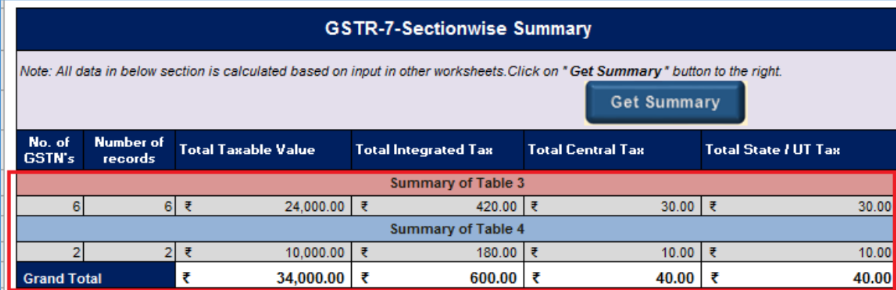 GSTR-7-Sectionwise Summary
Note: All data in below section is calculated based on input in other worksheets.Click on "Get Summary" button to the right.
Get Summary
No. of GSTN's Number of records Total Taxable Value Total Integrated Tax Total Central Tax Total State / UT Tax
Summary of Table 3
6 6 ₹ 24,000.00 ₹ 420.00 ₹ 30.00 ₹ 30.00
Summary of Table 4
2 2 ₹ 10,000.00 ₹ 180.00 ₹ 10.00 ₹ 10.00
Grand Total ₹ 34,000.00 ₹ 600.00 ₹ 40.00 ₹ 40.00